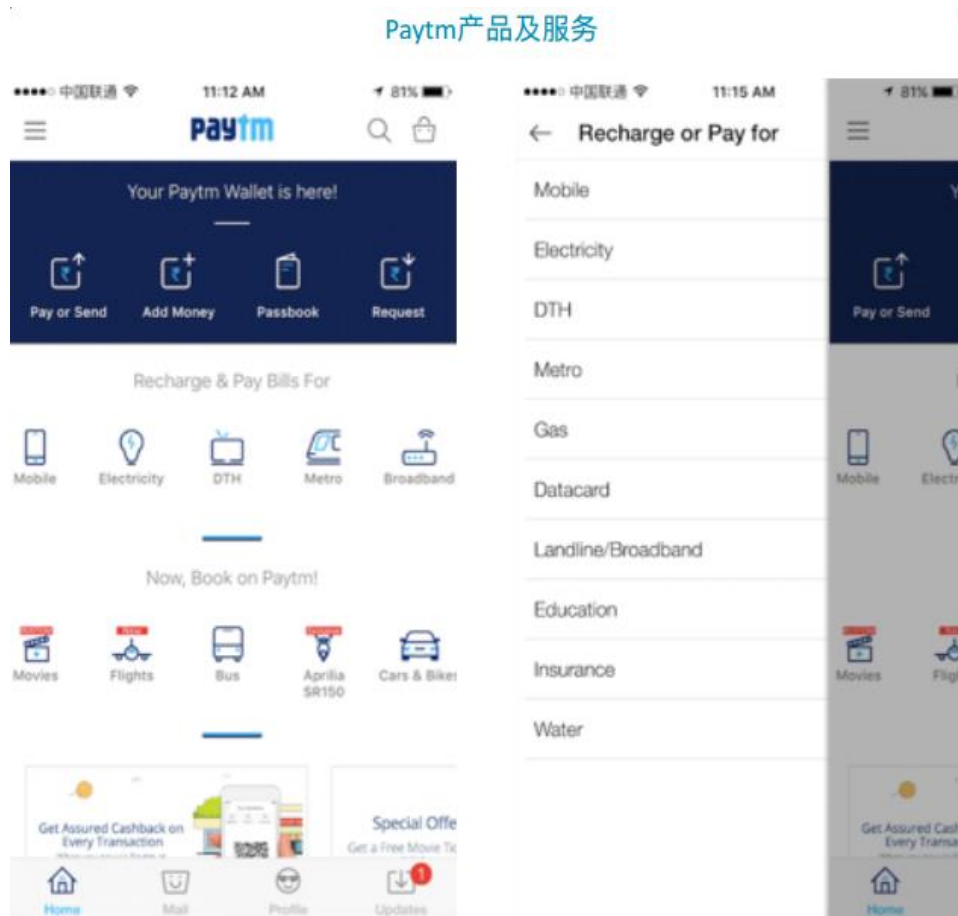 Paytm产品及服务
中国联通 11:12 AM 81%
paytm
Your Paytm Wallet is here!
Pay or Send Add Money Passbook Request
Recharge & Pay Bills For
Mobile Electricity DTH Metro Broadband
Now, Book on Paytm!
Movies Flights Bus Aprilia SR150 Cars & Bikes
Get Assured Cashback on
Every Transaction
Special Offe
Get a Free Movie Tic
1
Home Mall Profile Updates
中国联通 11:15 AM 81%
Recharge or Pay for
Mobile
Electricity
DTH
Metro
Gas
Datacard
Landline/Broadband
Education
Insurance
Water
Y
Pay or Send
Mobile Electr
Movies Flig
Get Assured Cash
Every Transa
Home